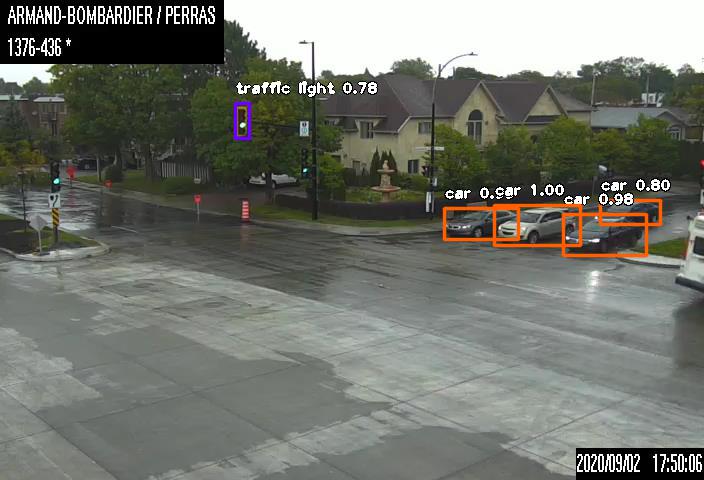 ARMAND-BOMBARDIER / PERRAS
1376-436 *
traffic light 0.78
car 1.00
car 0.80
car 0.98
97
2020/09/02 17:50:06